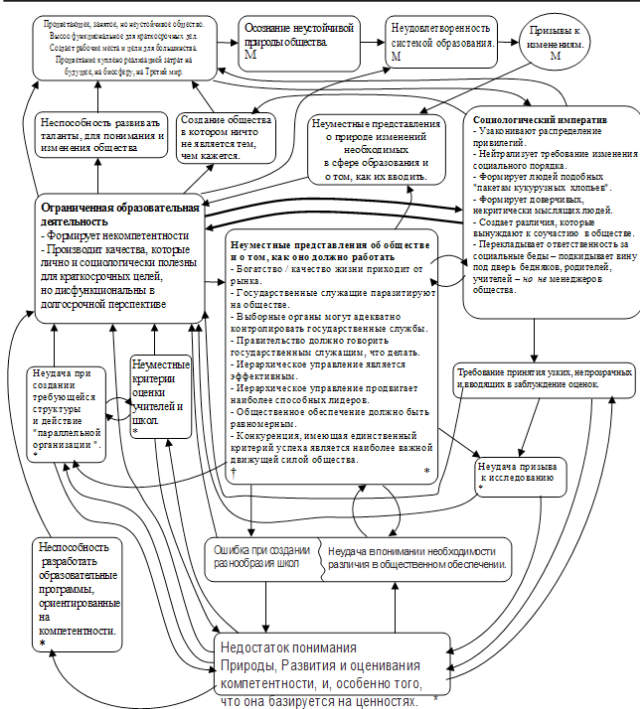 Процветающее, занятое, но неустойчивое общество.
Высоо функциональное для краткосрочных дел.
Создает рабочие места и цели для большинства.
Процветание куплено реализацией затрат на
будущее, на биосферу, на Третий мир.
Осознание неустойчивой
природы общества.
М
Неудовлетворенность
системой образования.
М
Призывы к
изменениям.
М
Неспособность развивать
таланты, для понимания и
изменения общества
Создание общества
в котором ничто
не является тем,
чем кажется.
Неуместные представления
о природе изменений
необходимых
в сфере образования и
о том, как их вводить.
Социологический императив
- Узаконивают распределение
привилегий.
- Нейтрализует требование изменения
социального порядка.
- Формирует людей подобных
"пакетам кукурузных хлопьев".
- Формирует доверчивых,
некритически мыслящих людей.
- Создает различия, которые
вынуждают к соучастию в обществе.
- Перекладывает ответственность за
социальные беды – подкидывает вину
под дверь бедняков, родителей,
учителей – но не менеджеров
общества.
Ограниченная образовательная
деятельность
- Формирует некомпетентности
- Производит качества, которые
лично и социологически полезны
для краткосрочных целей,
но дисфункциональны в
долгосрочной перспективе
Неуместные представления об обществе
и о том, как оно должно работать
- Богатство / качество жизни приходит от
рынка.
- Государственные служащие паразитируют
на обществе.
- Выборные органы могут адекватно
контролировать государственные службы.
- Правительство должно говорить
государственным служащим, что делать.
- Иерархическое управление является
эффективным.
- Иерархическое управление продвигает
наиболее способных лидеров.
- Общественное обеспечение должно быть
равномерным.
- Конкуренция, имеющая единственный
критерий успеха является наиболее важной
движущей силой общества.
† *
Неудача при
создании
требующейся
структуры
и действие
"параллельной
организации ".
*
Неуместные
критерии
оценки
учителей и
школ.
*
Требование принятия узких, непрозрачных
и вводящих в заблуждение оценок.
Неудача призыва
к исследованию
*
Неспособность
разработать
образовательные
программы,
ориентированные
на
компетентности.
*
Ошибка при создании
разнообразия школ
Неудача в понимании необходимости
различия в общественном обеспечении.
Недостаток понимания
Природы, Развития и оценивания
компетентности, и, особенно того,
что она базируется на ценностях. *